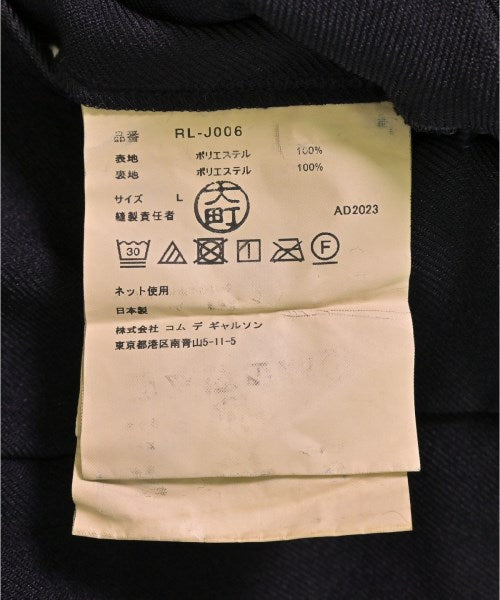 品番 RL-J006
表地 ポリエステル 100%
裏地 ポリエステル 100%
サイズ L
縫製責任者 大町 AD2023
30 F
ネット使用
日本製
株式会社 コム デ ギャルソン
東京都港区南青山5-11-5